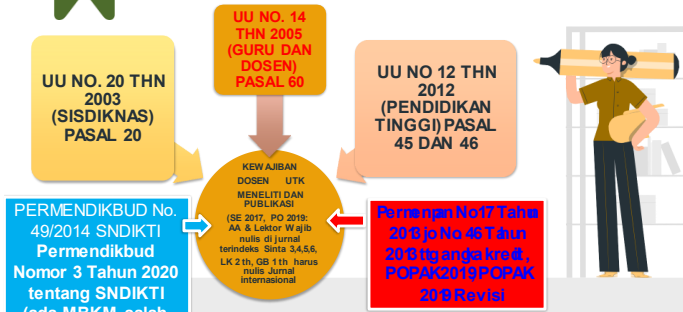 UU NO. 14
THN 2005
(GURU DAN
DOSEN)
PASAL 60
UU NO. 20 THN
2003
(SISDIKNAS)
PASAL 20
UU NO 12 THN
2012
(PENDIDIKAN
TINGGI) PASAL
45 DAN 46
KEWAJIBAN
DOSEN UTK
MENELITI DAN
PUBLIKASI
(SE 2017, PO 2019:
AA & Lektor Wajib
nulis di jurnal
terindeks Sinta 3,4,5,6,
LK 2 th, GB 1 th harus
nulis Jurnal
internasional
PERMENDIKBUD No.
49/2014 SNDIKTI
Permendikbud
Nomor 3 Tahun 2020
tentang SNDIKTI
(ada MBKM salah
Permenpan No 17 Tahun
2013 jo No 46 Tahun
2013 ttg angka kredit,
POPAK2019,POPAK
2019 Revisi